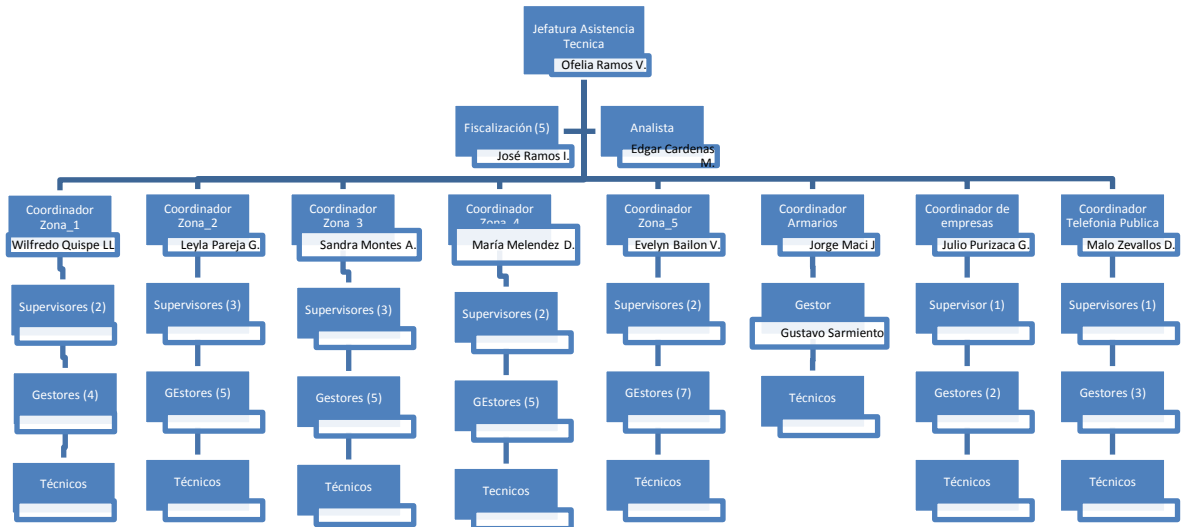 Jefatura Asistencia
Tecnica
Ofelia Ramos V.
Fiscalización (5)
José Ramos I.
Analista
Edgar Cardenas
M.
Coordinador
Zona_1
Wilfredo Quispe LL
Coordinador
Zona_2
Leyla Pareja G.
Coordinador
Zona_3
Sandra Montes A.
Coordinador
Zona_4
María Melendez D.
Coordinador
Zona_5
Evelyn Bailon V.
Coordinador
Armarios
Jorge Maci J
Coordinador de
empresas
Julio Purizaca G.
Coordinador
Telefonia Publica
Malo Zevallos D.
Supervisores (2)
Supervisores (3)
Supervisores (3)
Supervisores (2)
Supervisores (2)
Gestor
Gustavo Sarmiento
Supervisor (1)
Supervisores (1)
Gestores (4)
GEstores (5)
Gestores (5)
GEstores (5)
GEstores (7)
Técnicos
Gestores (2)
Gestores (3)
Técnicos
Técnicos
Técnicos
Tecnicos
Técnicos
Técnicos
Técnicos